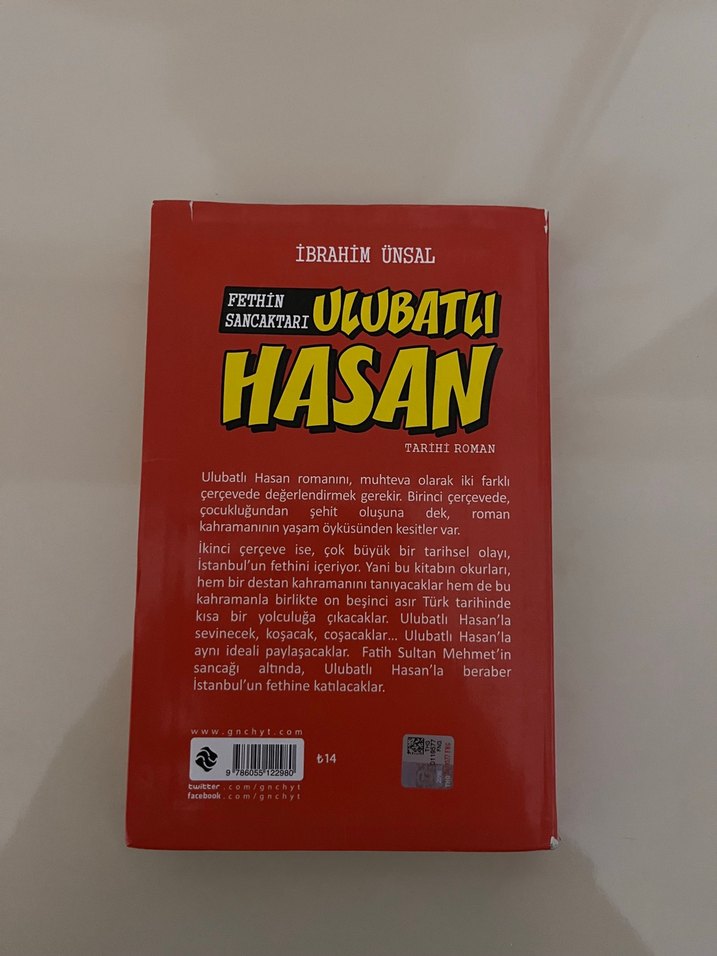 İBRAHİM ÜNSAL
FETHİN
SANCAKTARI
ULUBATLI
HASAN
TARİHİ ROMAN
Ulubatlı Hasan romanını, muhteva olarak iki farklı
çerçevede değerlendirmek gerekir. Birinci çerçevede,
çocukluğundan şehit oluşuna dek, roman
kahramanının yaşam öyküsünden kesitler var.
İkinci çerçeve ise, çok büyük bir tarihsel olayı,
İstanbul'un fethini içeriyor. Yani bu kitabın okurları,
hem bir destan kahramanını tanıyacaklar hem de bu
kahramanla birlikte on beşinci asır Türk tarihinde
kısa bir yolculuğa çıkacaklar. Ulubatlı Hasan'la
sevinecek, koşacak, coşacaklar... Ulubatlı Hasan'la
aynı ideali paylaşacaklar. Fatih Sultan Mehmet'in
sancağı altında, Ulubatlı Hasan'la beraber
İstanbul'un fethine katılacaklar.
www.gnchyt.com
9 786055 122980
₺14
twitter.com/gnchyt
facebook.com/gnchyt